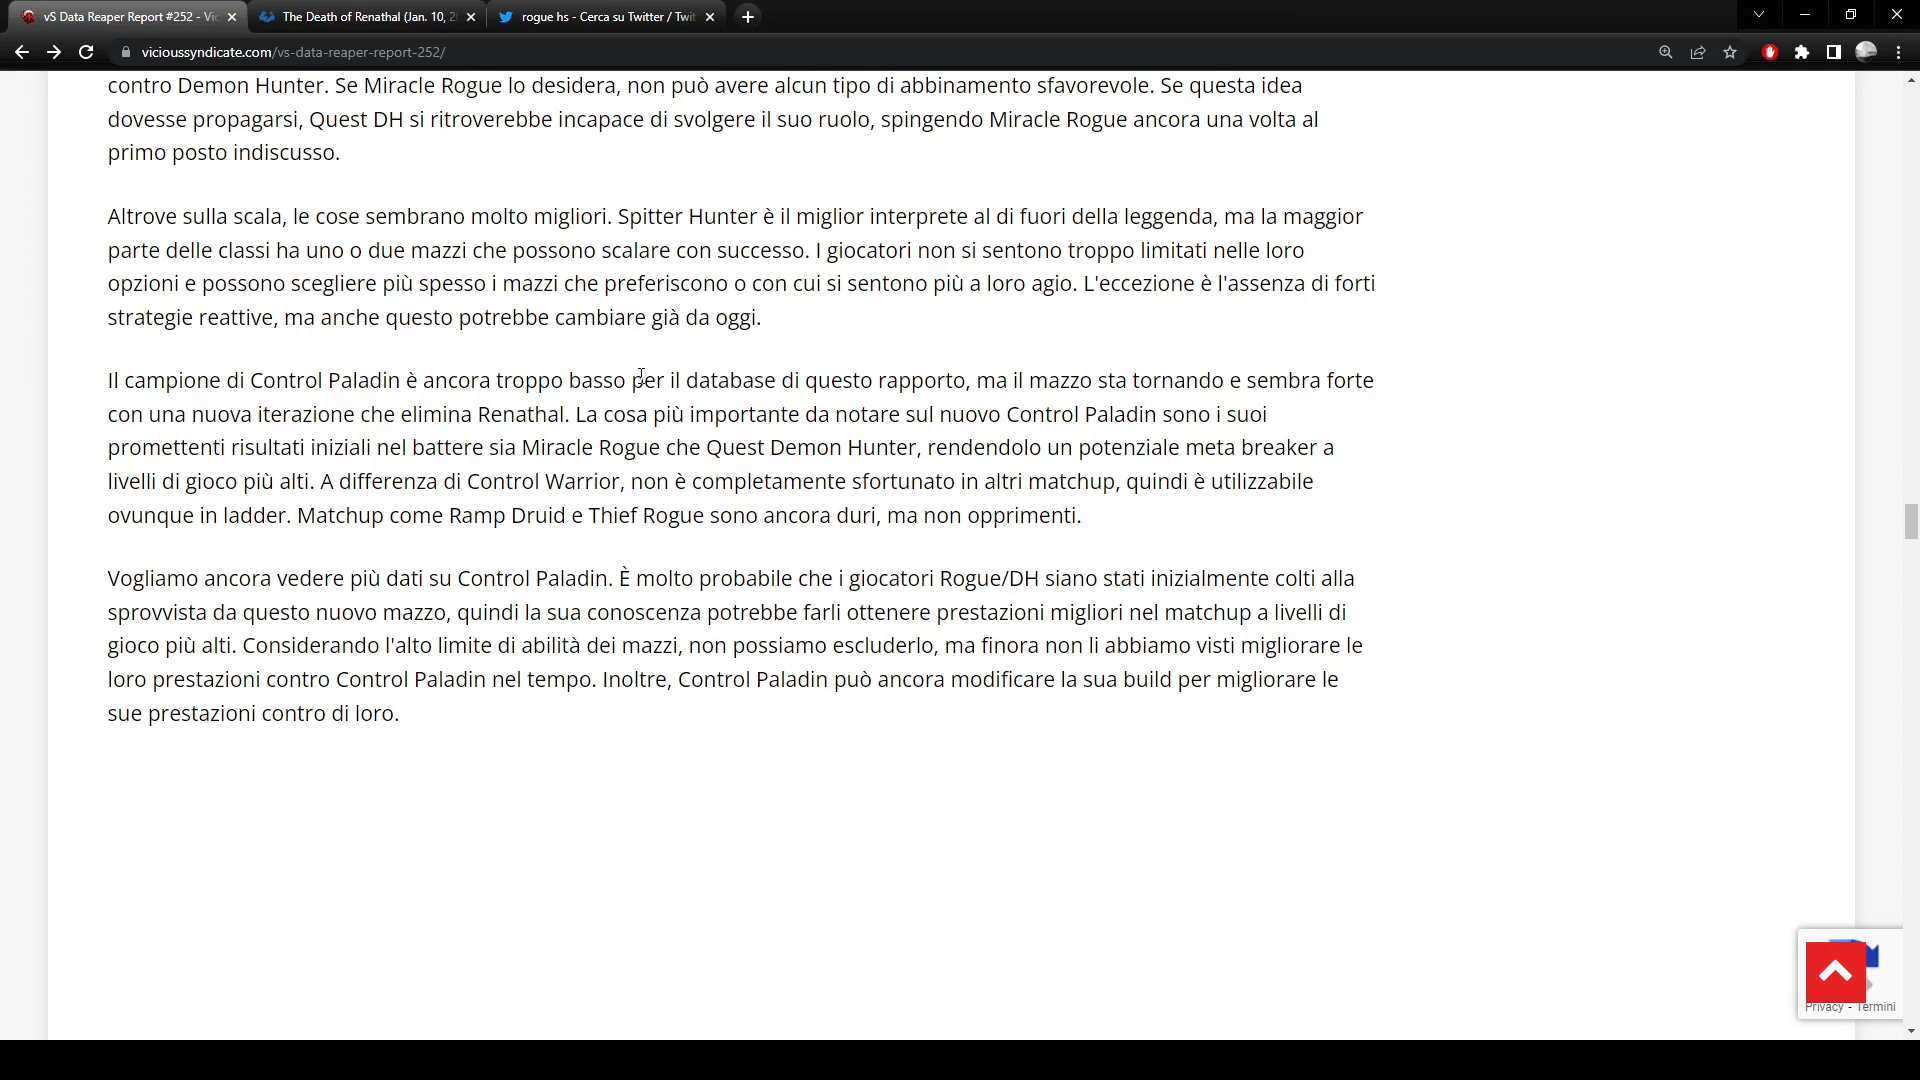 vS Data Reaper Report #252 - Vic
The Death of Renathal (Jan. 10, 2
rogue hs - Cerca su Twitter / Twit
vicioussyndicate.com/vs-data-reaper-report-252/
contro Demon Hunter. Se Miracle Rogue lo desidera, non può avere alcun tipo di abbinamento sfavorevole. Se questa idea
dovesse propagarsi, Quest DH si ritroverebbe incapace di svolgere il suo ruolo, spingendo Miracle Rogue ancora una volta al
primo posto indiscusso.
Altrove sulla scala, le cose sembrano molto migliori. Spitter Hunter è il miglior interprete al di fuori della leggenda, ma la maggior
parte delle classi ha uno o due mazzi che possono scalare con successo. I giocatori non si sentono troppo limitati nelle loro
opzioni e possono scegliere più spesso i mazzi che preferiscono o con cui si sentono più a loro agio. L'eccezione è l'assenza di forti
strategie reattive, ma anche questo potrebbe cambiare già da oggi.
Il campione di Control Paladin è ancora troppo basso per il database di questo rapporto, ma il mazzo sta tornando e sembra forte
con una nuova iterazione che elimina Renathal. La cosa più importante da notare sul nuovo Control Paladin sono i suoi
promettenti risultati iniziali nel battere sia Miracle Rogue che Quest Demon Hunter, rendendolo un potenziale meta breaker a
livelli di gioco più alti. A differenza di Control Warrior, non è completamente sfortunato in altri matchup, quindi è utilizzabile
ovunque in ladder. Matchup come Ramp Druid e Thief Rogue sono ancora duri, ma non opprimenti.
Vogliamo ancora vedere più dati su Control Paladin. È molto probabile che i giocatori Rogue/DH siano stati inizialmente colti alla
sprovvista da questo nuovo mazzo, quindi la sua conoscenza potrebbe farli ottenere prestazioni migliori nel matchup a livelli di
gioco più alti. Considerando l'alto limite di abilità dei mazzi, non possiamo escluderlo, ma finora non li abbiamo visti migliorare le
loro prestazioni contro Control Paladin nel tempo. Inoltre, Control Paladin può ancora modificare la sua build per migliorare le
sue prestazioni contro di loro.
Privacy - Termini